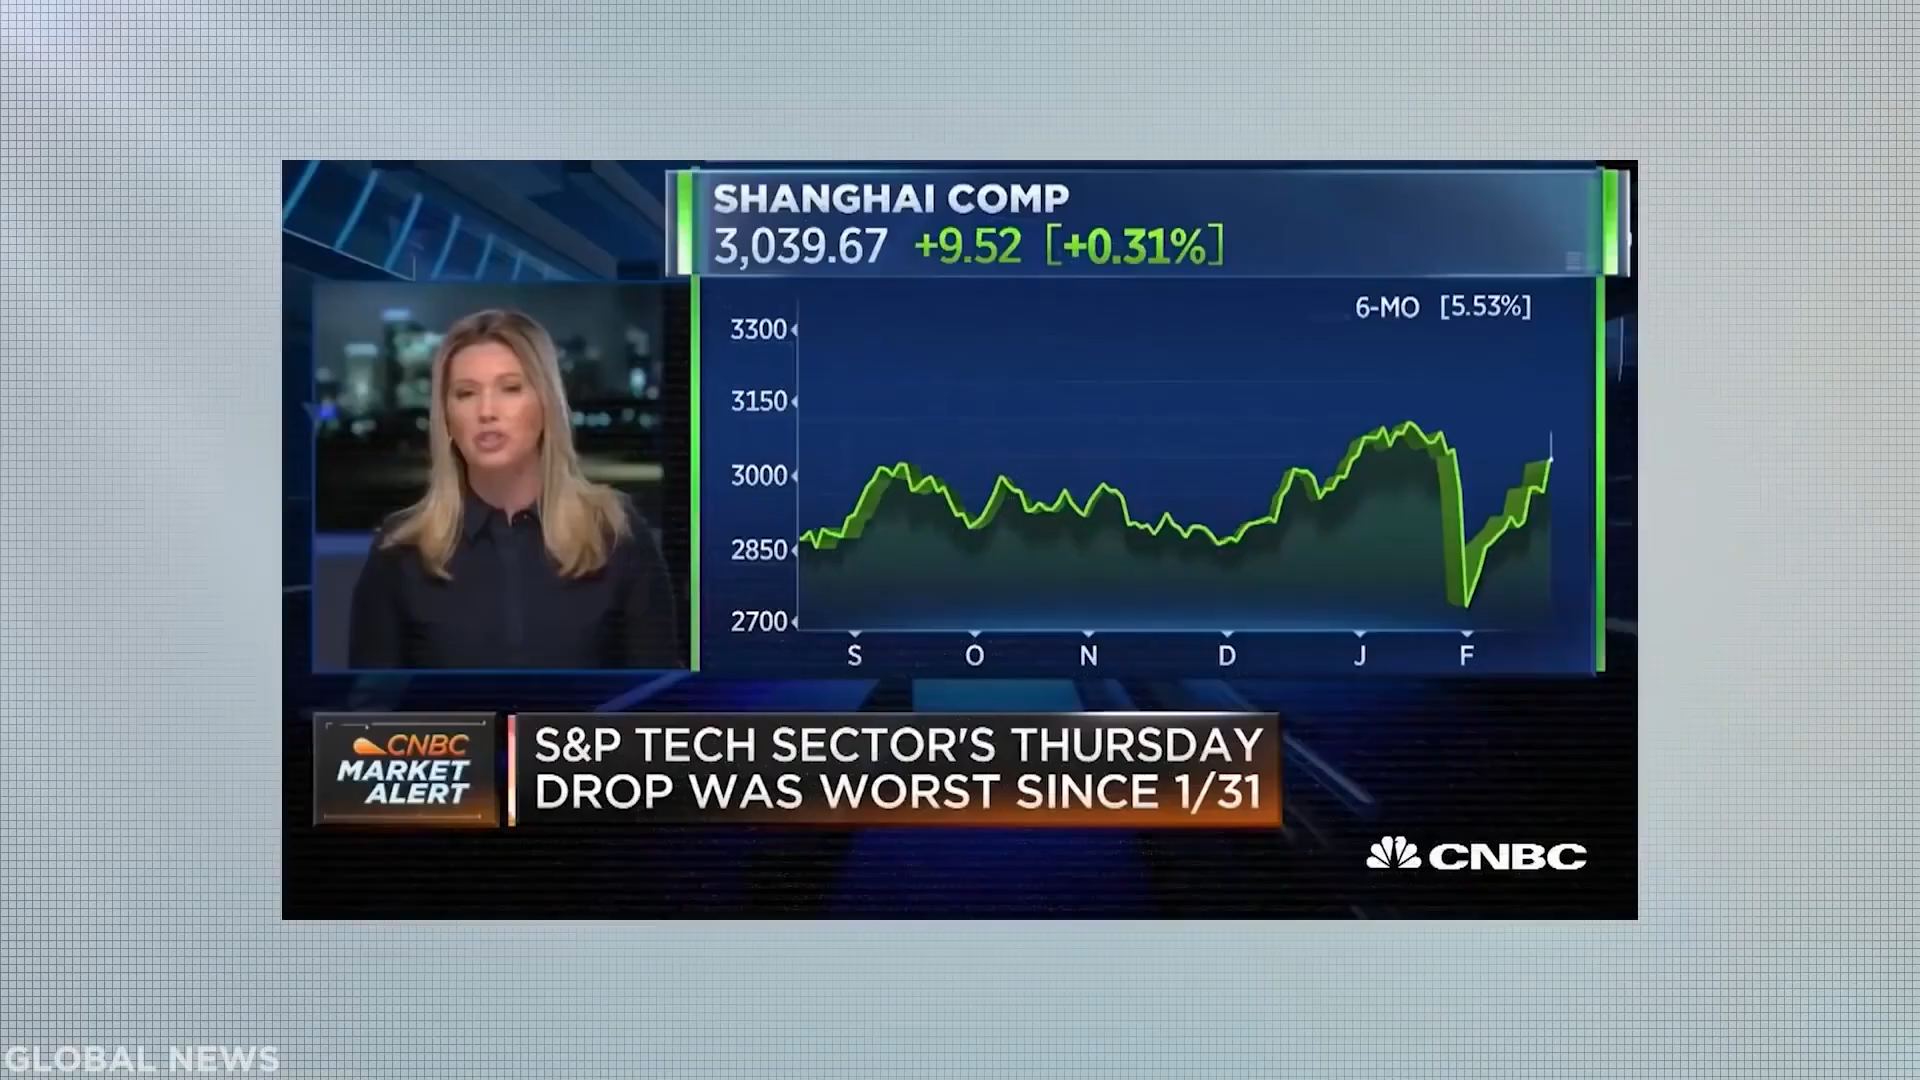 SHANGHAI COMP
3,039.67 +9.52 [+0.31%]
6-MO [5.53%]
3300
3150
3000
2850
2700
S O N D J F
CNBC
MARKET
ALERT
S&P TECH SECTOR'S THURSDAY
DROP WAS WORST SINCE 1/31
CNBC
GLOBAL NEWS